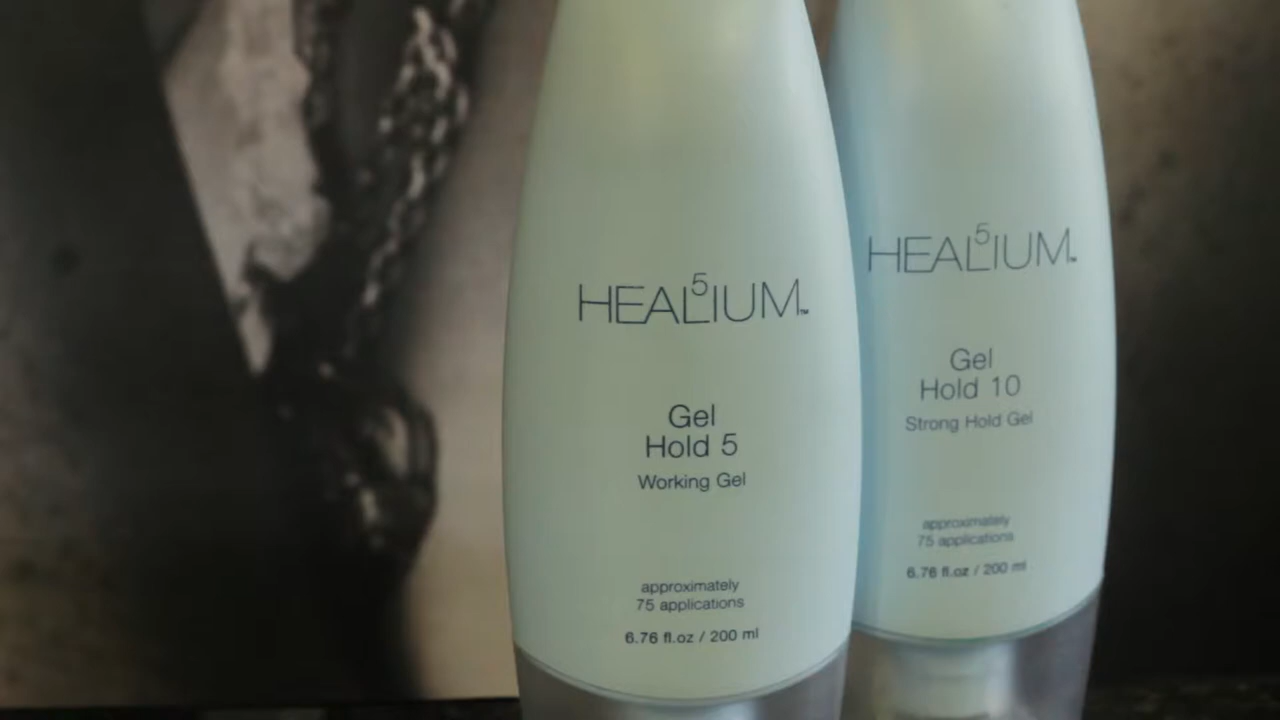 HEAL5IUM™
Gel
Hold 5
Working Gel
approximately
75 applications
6.76 fl.oz / 200 ml
HEAL5IUM™
Gel
Hold 10
Strong Hold Gel
approximately
75 applications
6.76 fl.oz / 200 ml